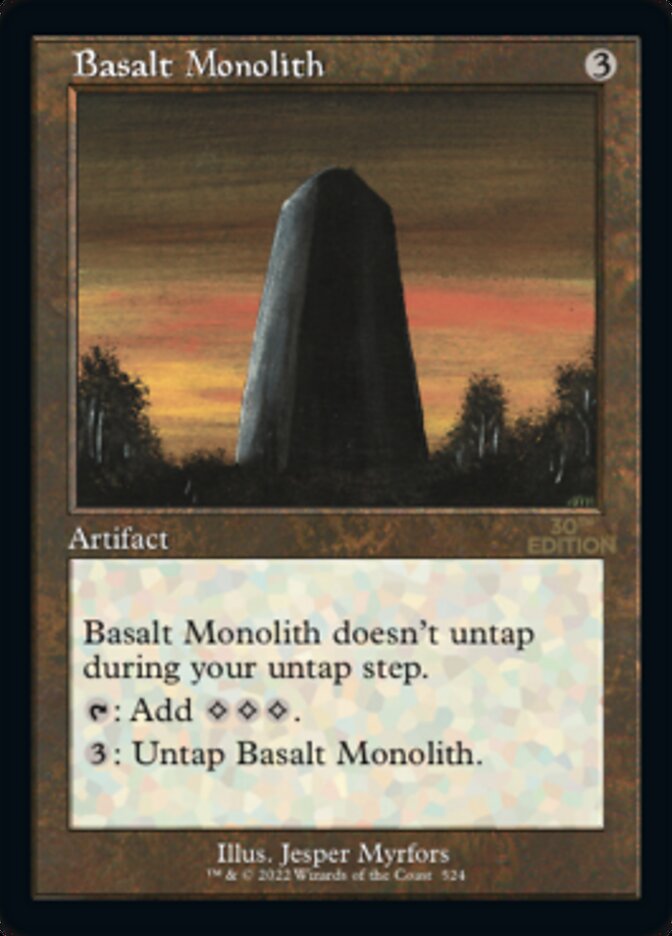 Basalt Monolith 3
Artifact
30TH EDITION
Basalt Monolith doesn't untap
during your untap step.
: Add ◇◇◇.
3: Untap Basalt Monolith.
Illus. Jesper Myrfors
™ & © 2022 Wizards of the Coast 524